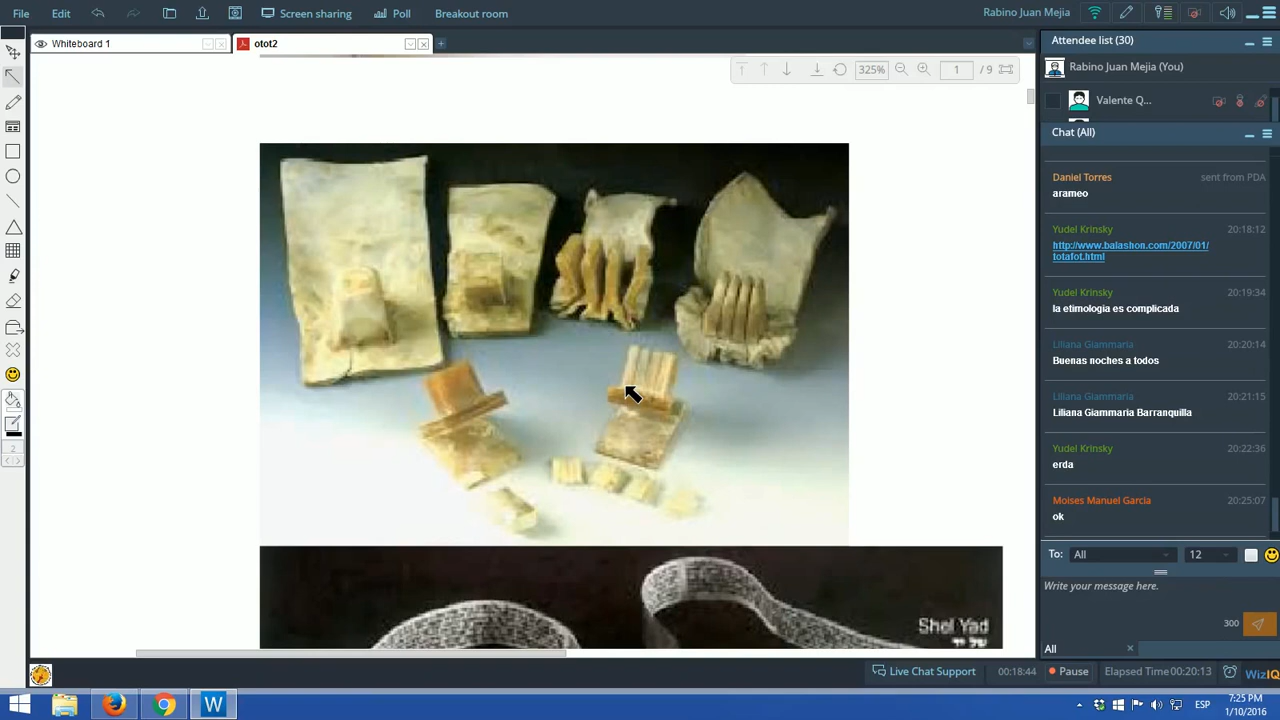 File
Edit
Screen sharing
Poll
Breakout room
Rabino Juan Mejia
Whiteboard 1
otot2
325%
1
/ 9
Attendee list (30)
Rabino Juan Mejia (You)
Valente Q...
Chat (All)
Daniel Torres
sent from PDA
arameo
Yudel Krinsky
20:18:12
http://www.balashon.com/2007/01/
totafot.html
Yudel Krinsky
20:19:34
la etimologia es complicada
Liliana Giammaria
20:20:14
Buenas noches a todos
Liliana Giammaria
20:21:15
Liliana Giammaria Barranquilla
Yudel Krinsky
20:22:36
erda
Moises Manuel Garcia
20:25:07
ok
To:
All
12
Write your message here.
300
All
Shel Yad
של יד
2
Live Chat Support
00:18:44
Pause
Elapsed Time 00:20:13
WizIQ
W
ESP
7:25 PM
1/10/2016